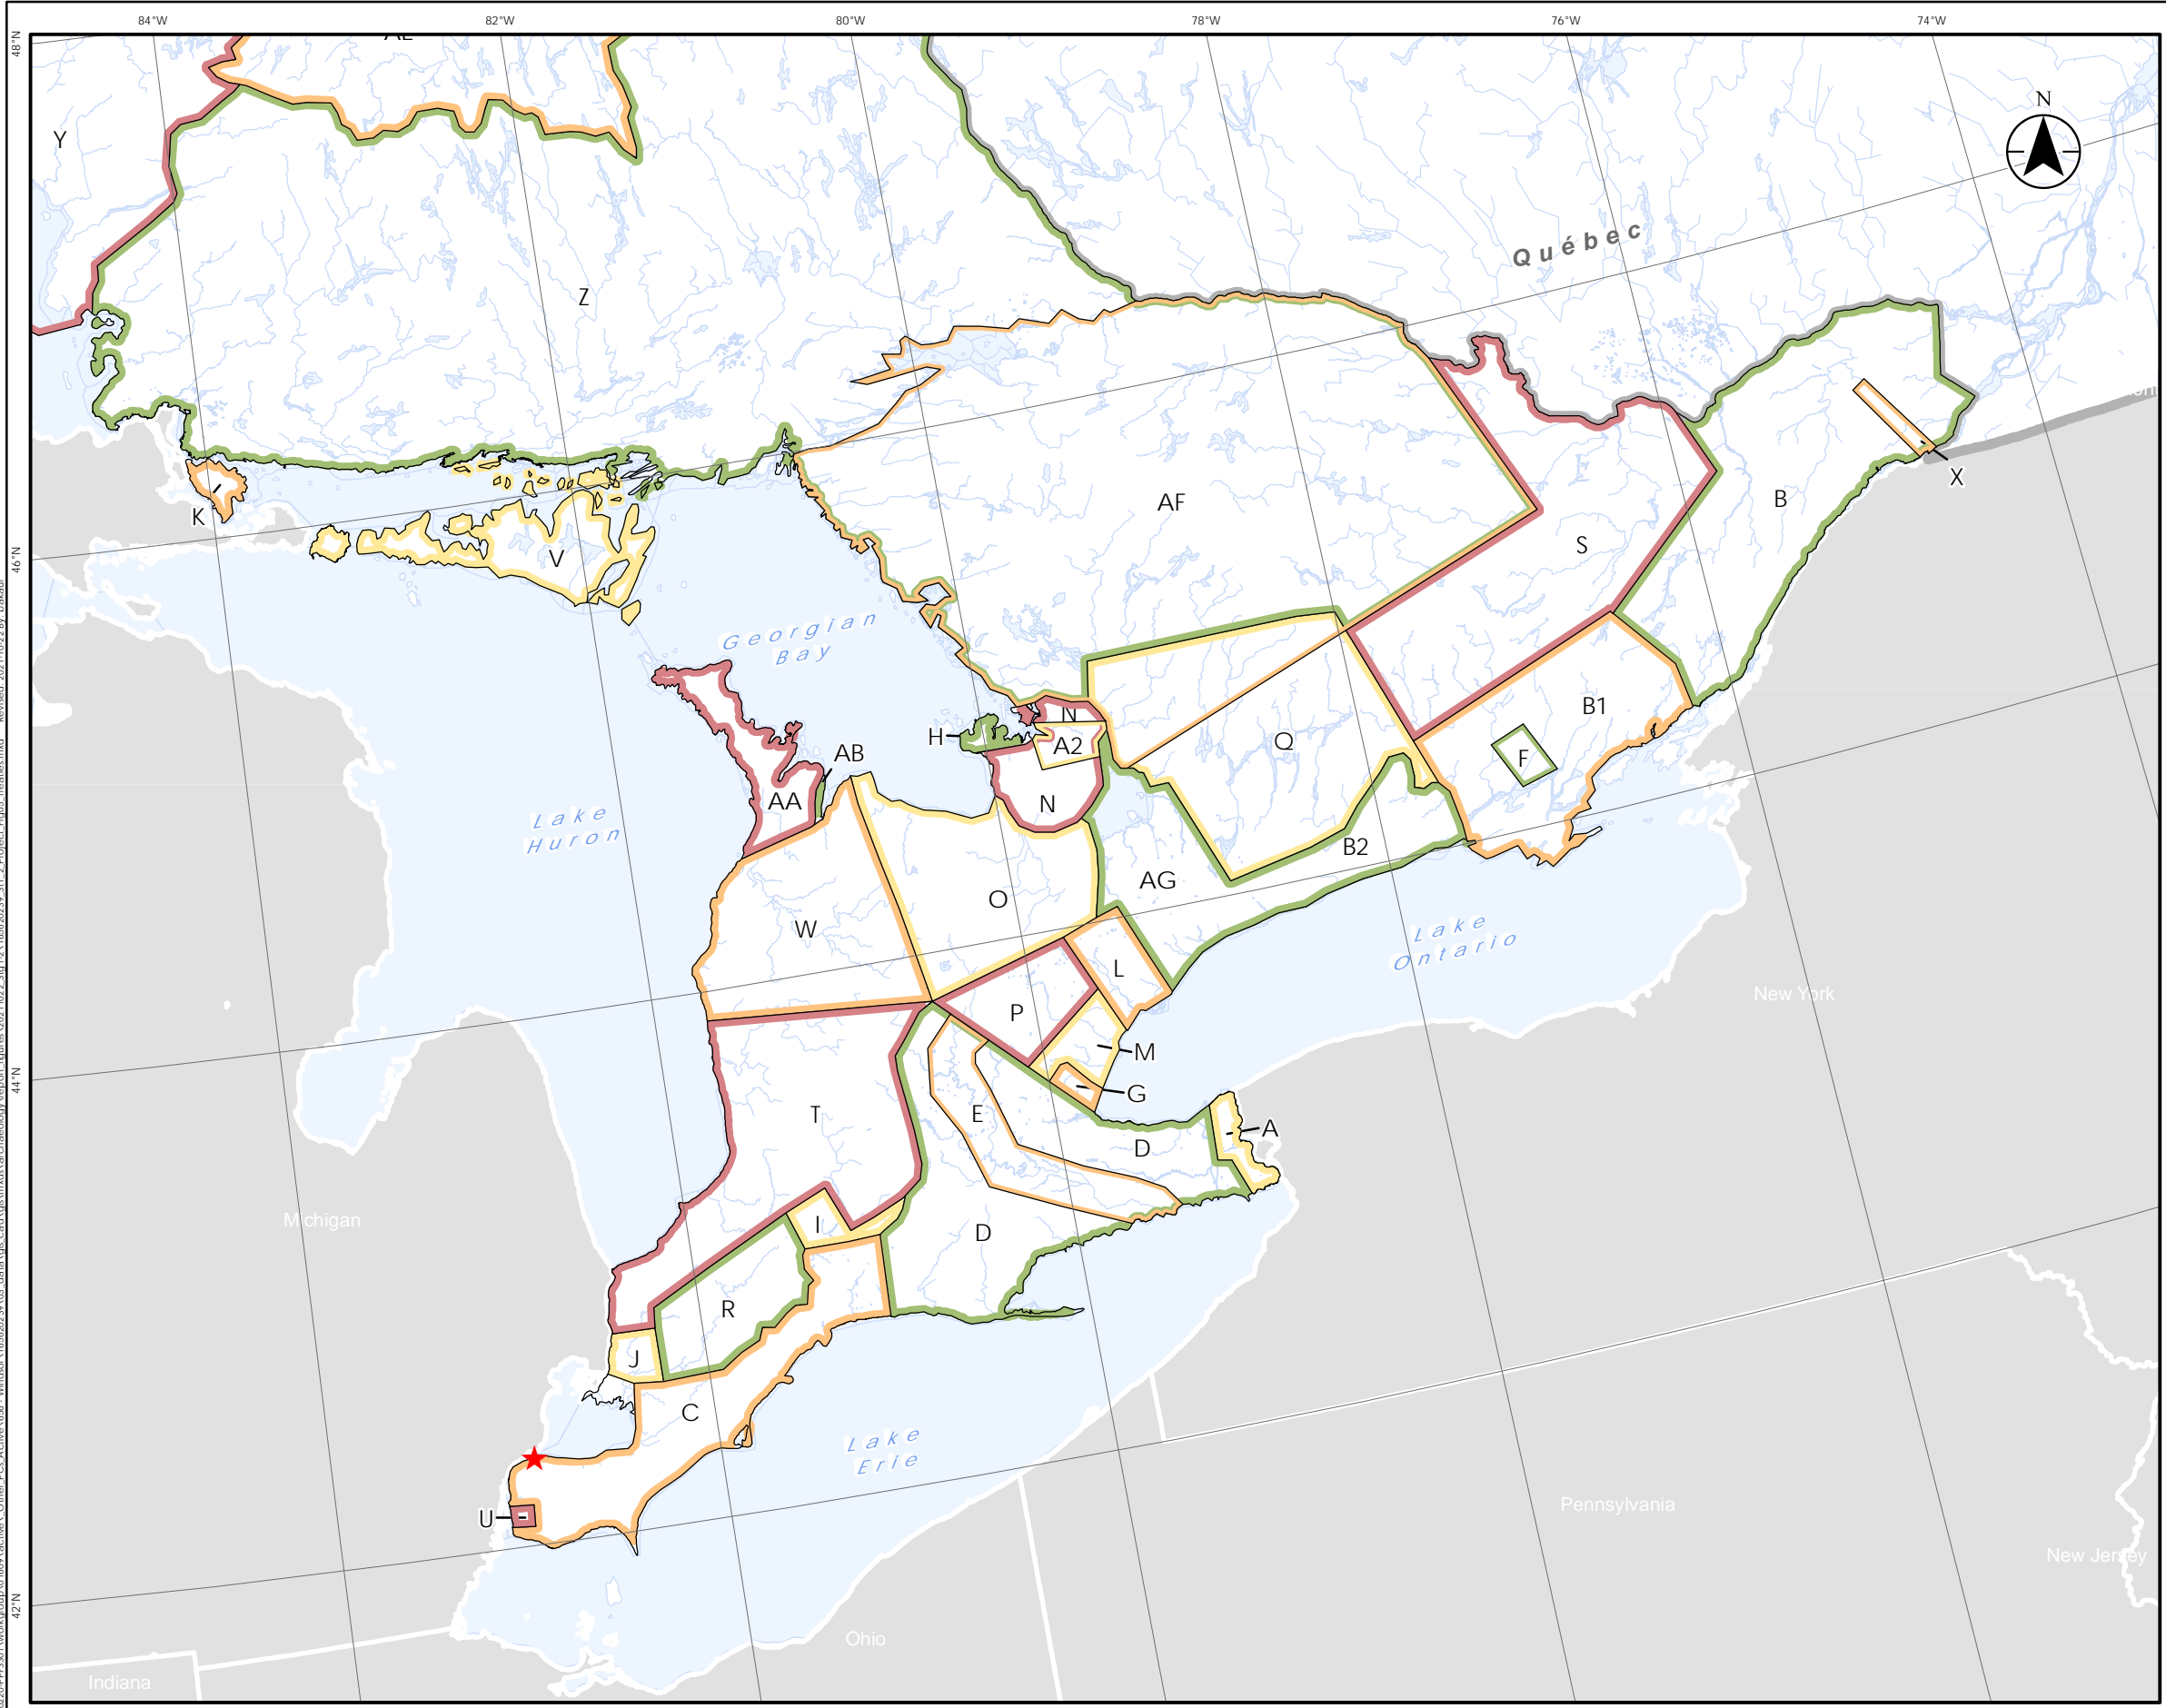 84°W
82°W
80°W
78°W
76°W
74°W
48°N
N
Y
Québec
Z
X
B
AF
K
S
46°N
V
Georgian
Bay
B1
N
H
A2
Q
AB
F
AA
N
Lake
Huron
B2
AG
O
W
Lake
Ontario
L
New York
P
M
44°N
G
E
T
A
D
Michigan
I
D
R
J
C
Lake
Erie
Pennsylvania
U
New Jersey
42°N
Ohio
Indiana